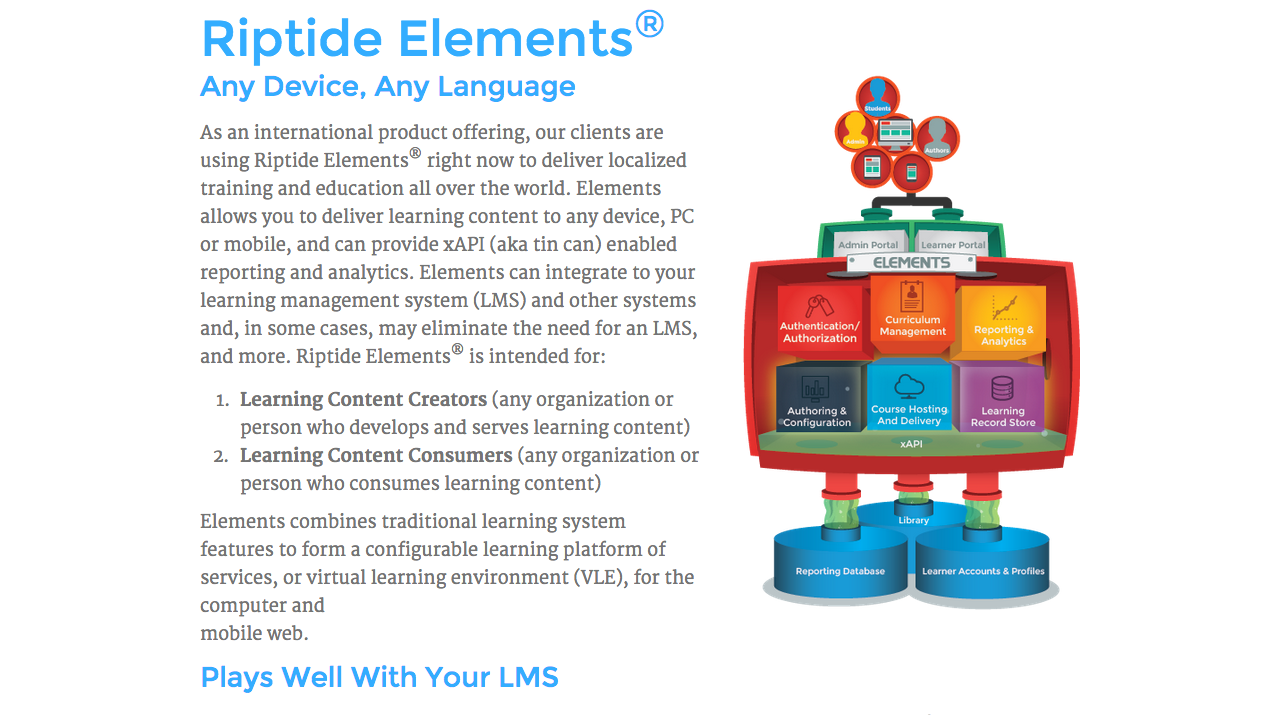 Riptide Elements®
Any Device, Any Language
As an international product offering, our clients are
using Riptide Elements® right now to deliver localized
training and education all over the world. Elements
allows you to deliver learning content to any device, PC
or mobile, and can provide xAPI (aka tin can) enabled
reporting and analytics. Elements can integrate to your
learning management system (LMS) and other systems
and, in some cases, may eliminate the need for an LMS,
and more. Riptide Elements® is intended for:
1. Learning Content Creators (any organization or
person who develops and serves learning content)
2. Learning Content Consumers (any organization or
person who consumes learning content)
Elements combines traditional learning system
features to form a configurable learning platform of
services, or virtual learning environment (VLE), for the
computer and
mobile web.
Plays Well With Your LMS
Students
Admin
Authors
Admin Portal
Learner Portal
ELEMENTS
Authentication/
Authorization
Curriculum
Management
Reporting &
Analytics
Authoring &
Configuration
Course Hosting
And Delivery
Learning
Record Store
xAPI
Library
Reporting Database
Learner Accounts & Profiles